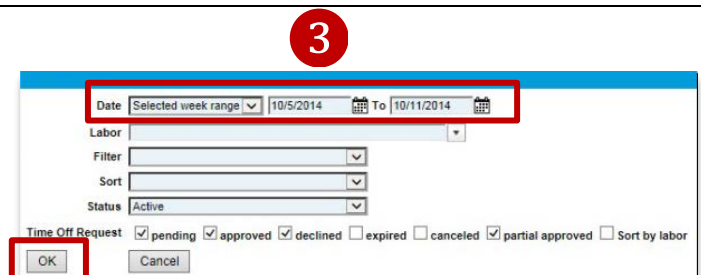 3
Date Selected week range 10/5/2014 To 10/11/2014
Labor
Filter
Sort
Status Active
Time Off Request pending approved declined expired canceled partial approved Sort by labor
OK Cancel